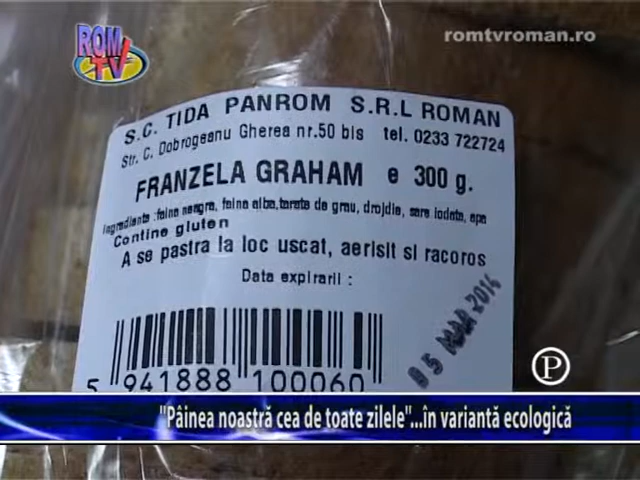 ROM
TV
romtvroman.ro
S.C. TIDA PANROM S.R.L ROMAN
Str. C. Dobrogeanu Gherea nr.50 bis tel. 0233 722724
FRANZELA GRAHAM e 300 g.
Ingrediente :faina neagra, faina alba,tarate de grau, drojdie, sare iodata, apa
Contine gluten
A se pastra la loc uscat, aerisit si racoros
Data expirarii :
05 MAR 2014
5 941888 100060
P
"Pâinea noastră cea de toate zilele"...în variantă ecologică